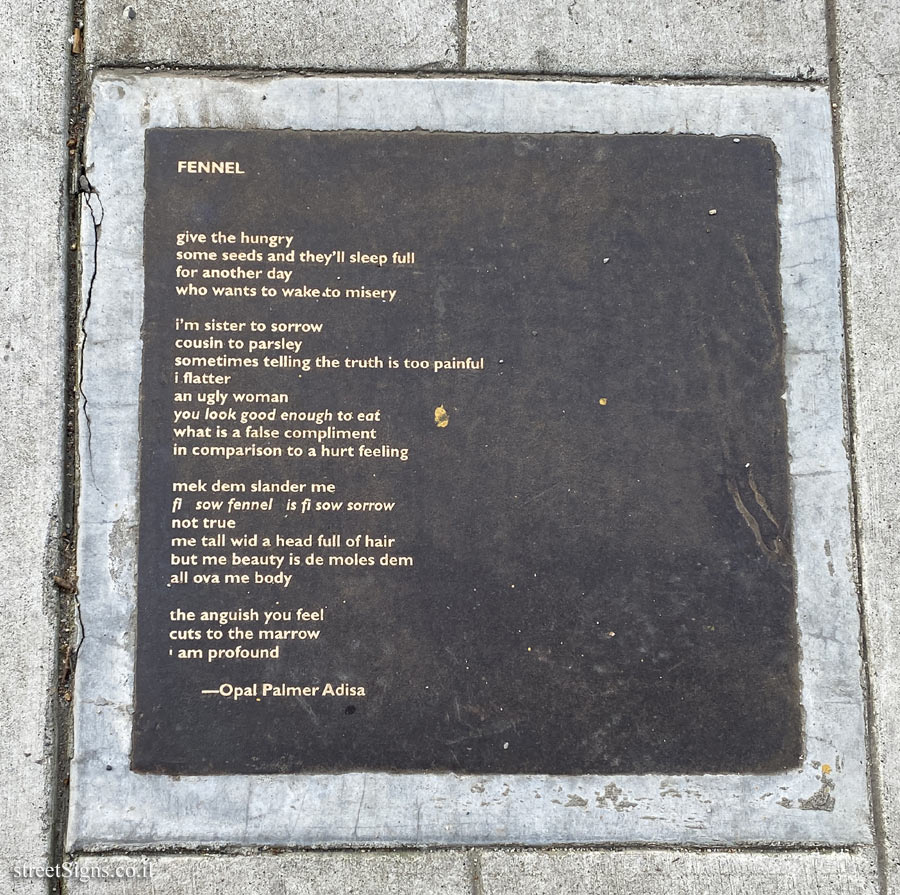 FENNEL
give the hungry
some seeds and they'll sleep full
for another day
who wants to wake to misery
i'm sister to sorrow
cousin to parsley
sometimes telling the truth is too painful
i flatter
an ugly woman
you look good enough to eat
what is a false compliment
in comparison to a hurt feeling
mek dem slander me
fi sow fennel is fi sow sorrow
not true
me tall wid a head full of hair
but me beauty is de moles dem
all ova me body
the anguish you feel
cuts to the marrow
i am profound
—Opal Palmer Adisa
streetSigns.co.il